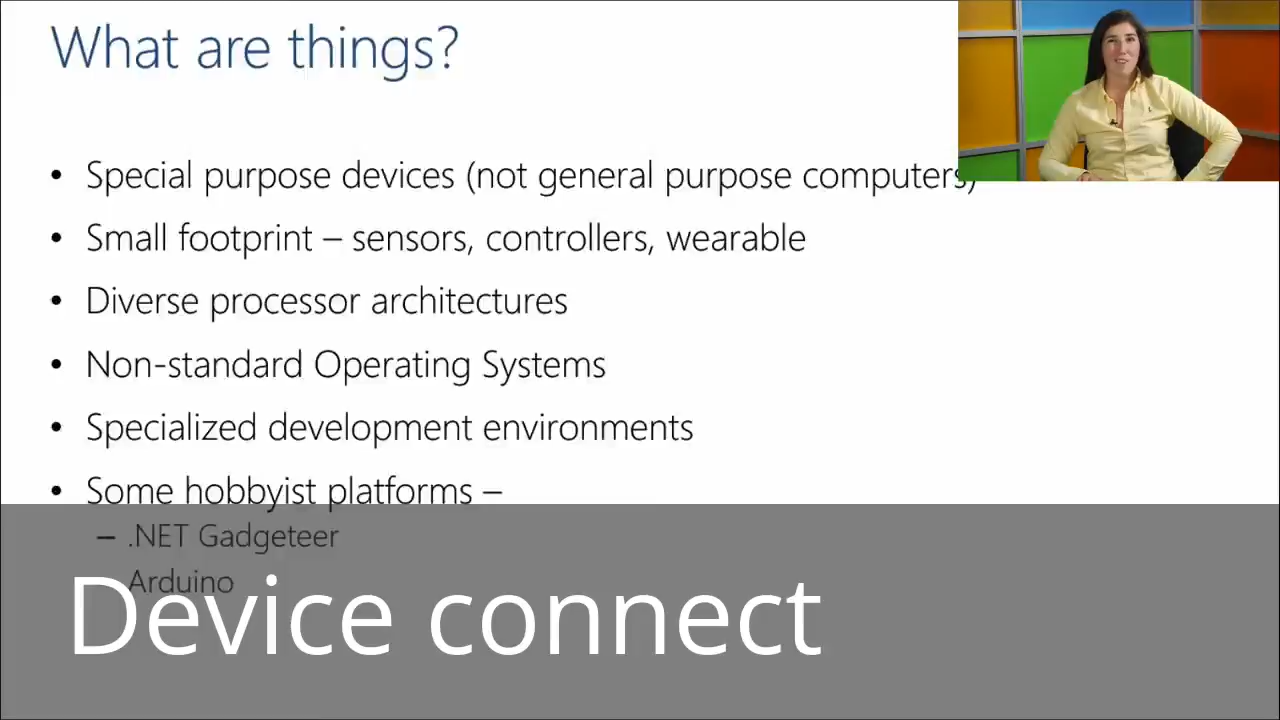 What are things?
• Special purpose devices (not general purpose computers)
• Small footprint – sensors, controllers, wearable
• Diverse processor architectures
• Non-standard Operating Systems
• Specialized development environments
• Some hobbyist platforms –
– .NET Gadgeteer
Arduino
Device connect